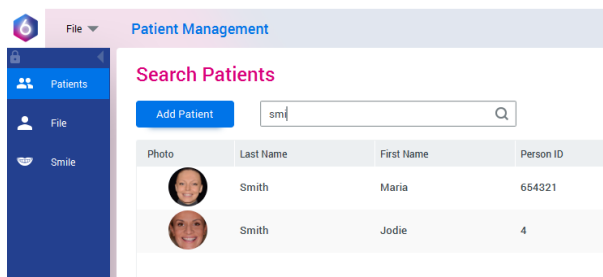 6 File Patient Management
Search Patients
Patients
Add Patient smi
File
Photo Last Name First Name Person ID
Smile
Smith Maria 654321
Smith Jodie 4